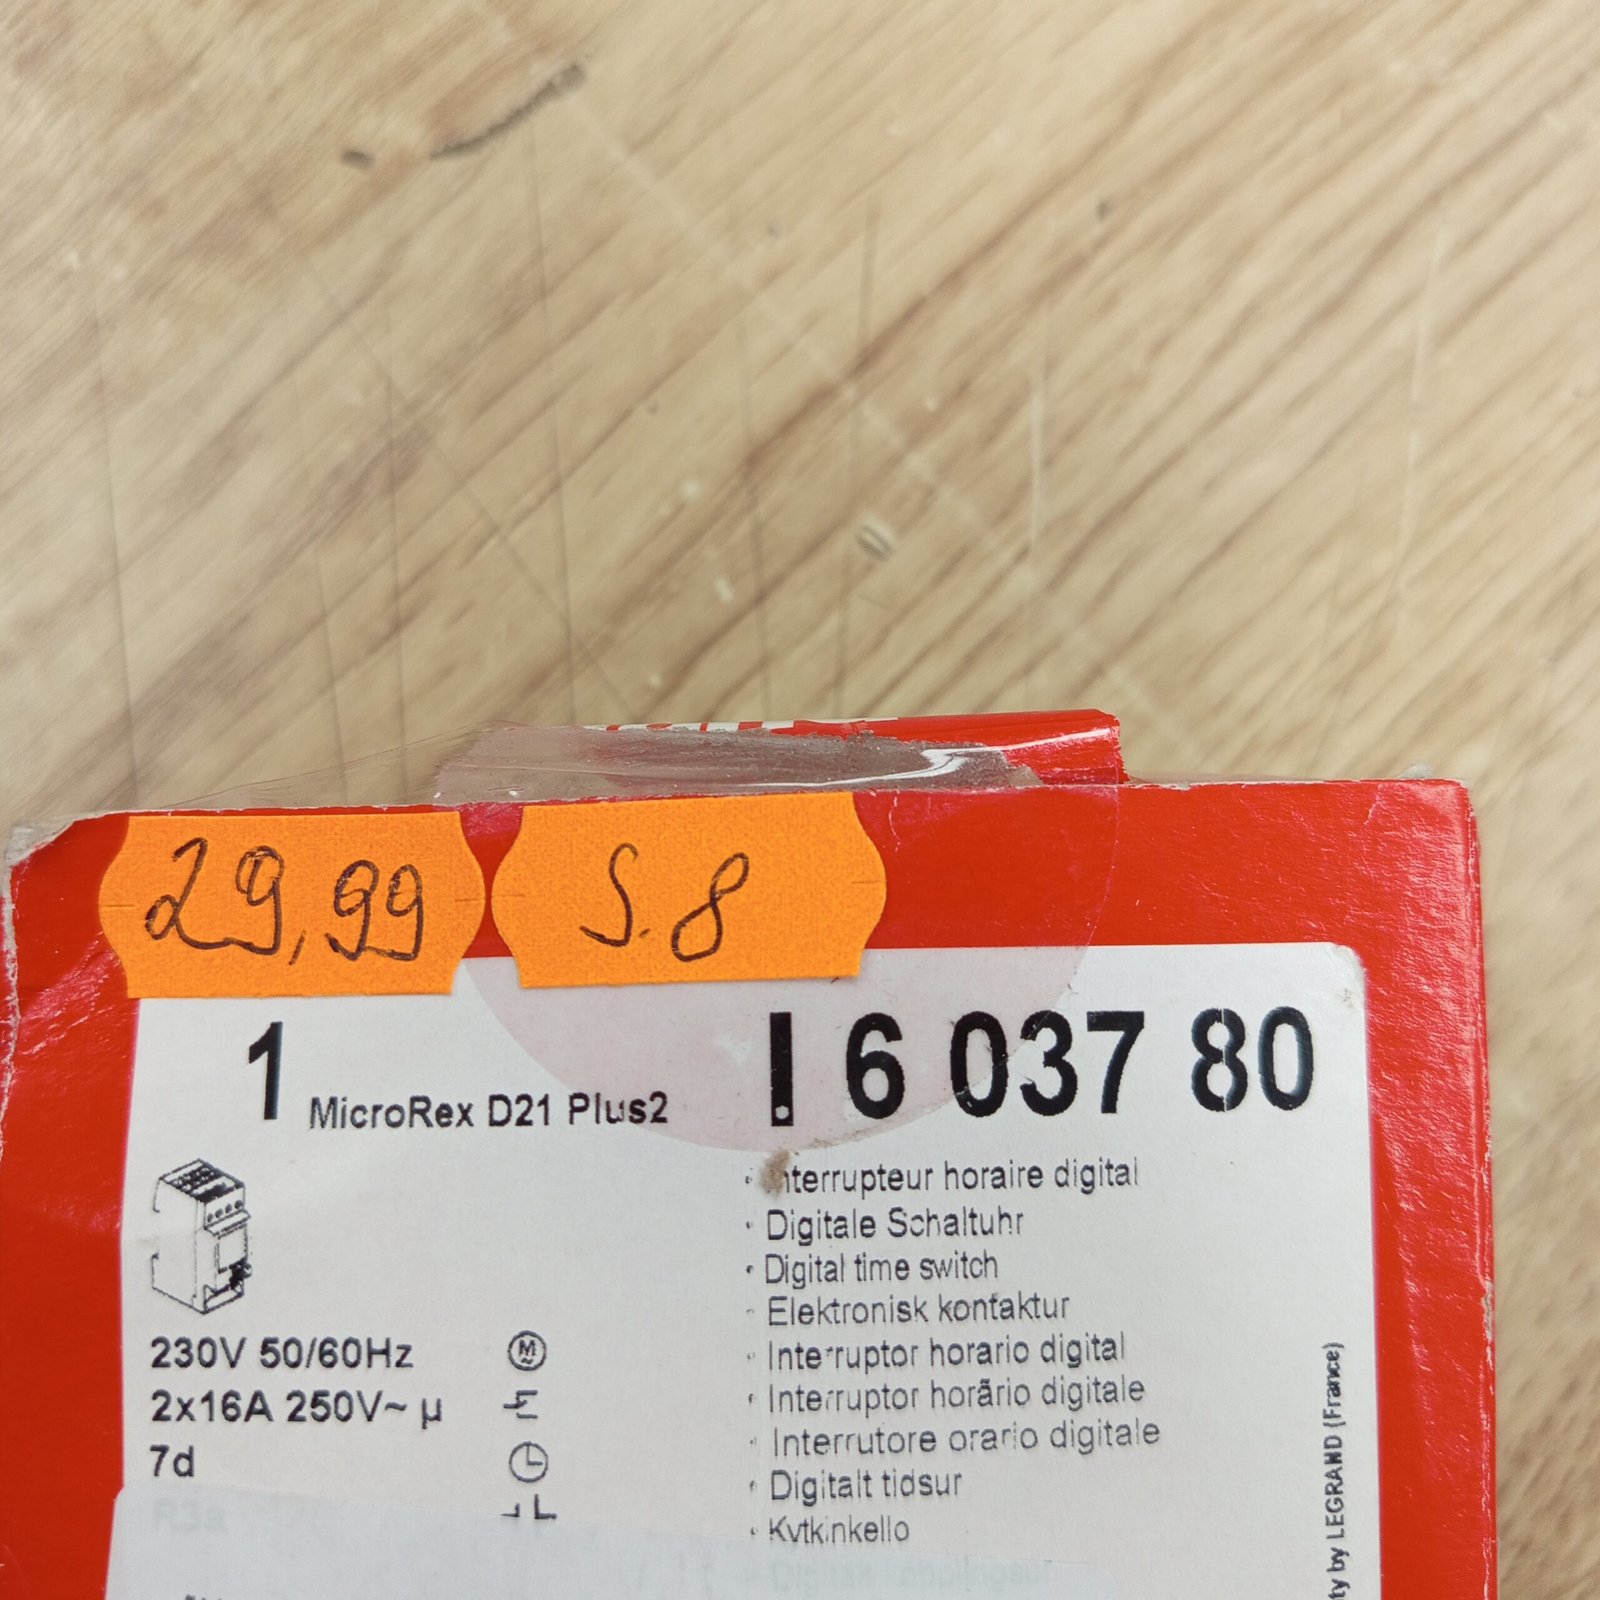 29,99
S.8
1 MicroRex D21 Plus2
6 037 80
Interrupteur horaire digital
• Digitale Schaltuhr
• Digital time switch
- Elektronisk kontaktur
• Interruptor horario digital
• Interruptor horãrio digitale
• Interrutore orario digitale
• Digitalt tidsur
• Kytkinkello
230V 50/60Hz
M
2x16A 250V~ µ
7d
by LEGRAND (France)